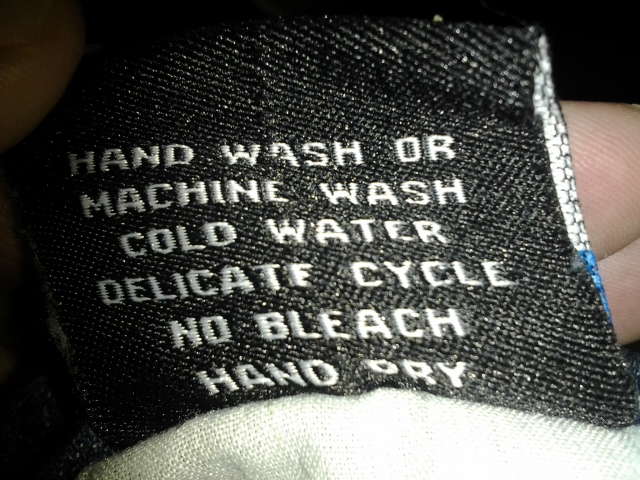 HAND WASH OR
MACHINE WASH
COLD WATER
DELICATE CYCLE
NO BLEACH
HAND DRY